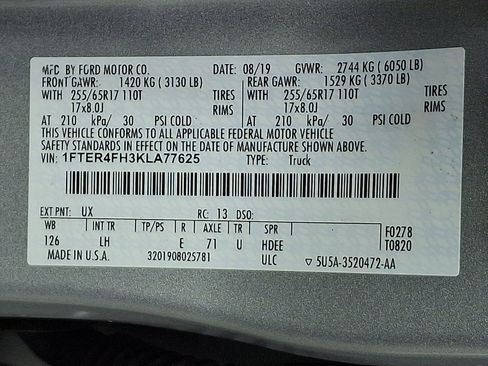 MFD. BY FORD MOTOR CO. 08/19 GVWR: 2744 KG ( 6050 LB)
FRONT GAWR: 1420 KG ( 3130 LB) REAR GAWR: 1529 KG ( 3370 LB)
WITH 255/65R17 110T TIRES WITH 255/65R17 110T TIRES
17x8.0J RIMS 17x8.0J RIMS
AT 210 kPa/ 30 PSI COLD AT 210 kPa/ 30 PSI COLD
THIS VEHICLE CONFORMS TO ALL APPLICABLE FEDERAL MOTOR VEHICLE
SAFETY STANDARDS IN EFFECT ON THE DATE OF MANUFACTURE SHOWN ABOVE.
VIN: 1FTER4FH3KLA77625 TYPE: Truck
EXT PNT: UX RC: 13 DSO:
WB INT TR TP/PS R AXLE TR SPR F0278
126 LH E 71 U HDEE T0820
MADE IN U.S.A. 3201908025781 ULC ▽ 5U5A-3520472-AA